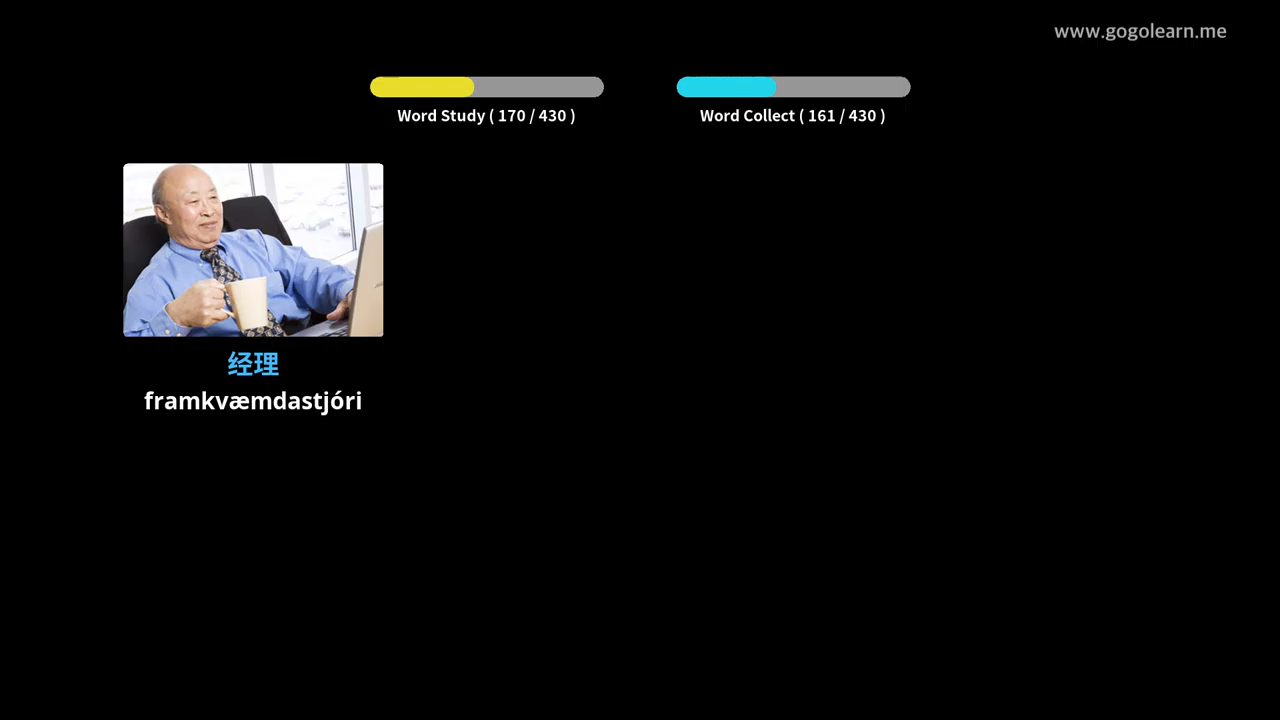 www.gogolearn.me
Word Study ( 170 / 430 )
Word Collect ( 161 / 430 )
经理
framkvæmdastjóri